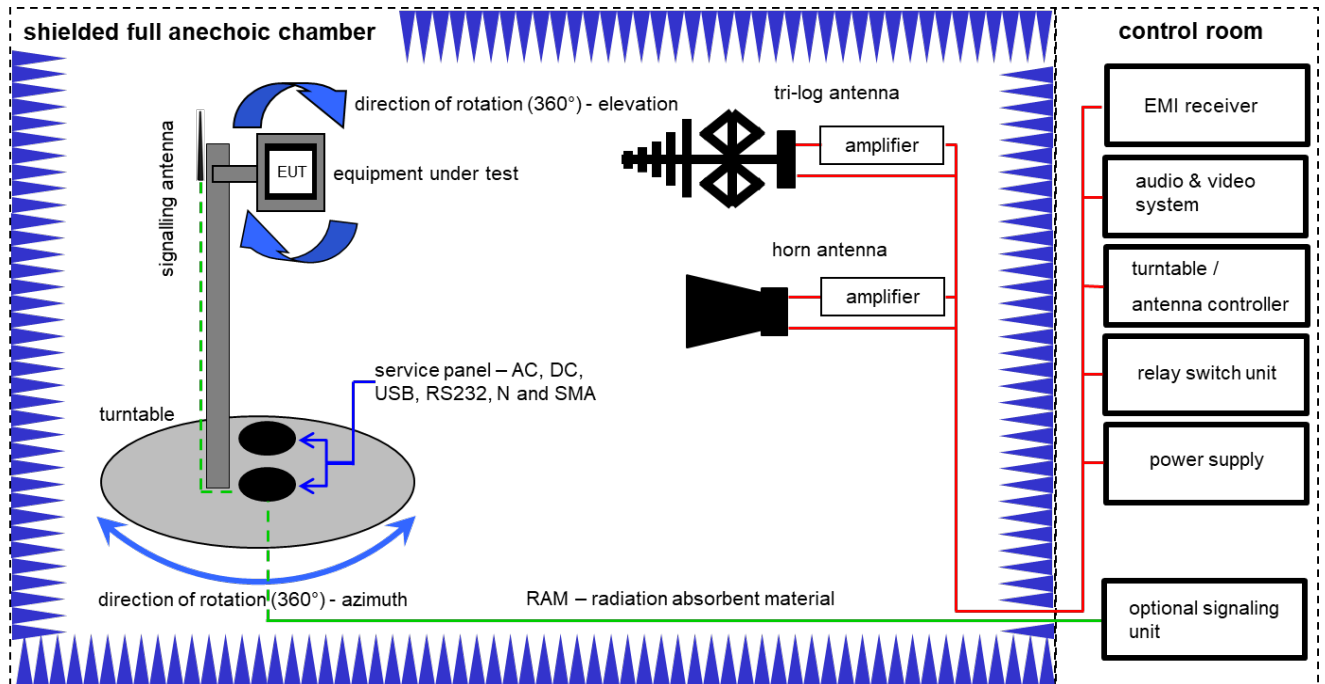 shielded full anechoic chamber
control room
direction of rotation (360°) - elevation
tri-log antenna
EMI receiver
signalling antenna
amplifier
EUT
equipment under test
audio & video
system
horn antenna
amplifier
turntable /
antenna controller
service panel – AC, DC,
USB, RS232, N and SMA
relay switch unit
turntable
power supply
direction of rotation (360°) - azimuth
RAM – radiation absorbent material
optional signaling
unit